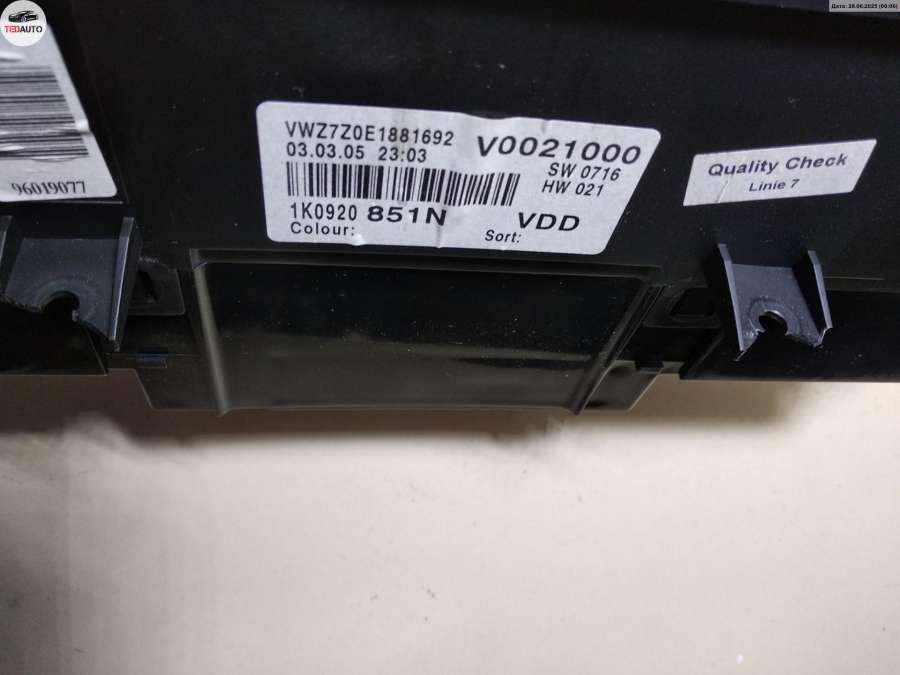 TEDAUTO
Дата: 28.06.2025 (00:06)
96019077
VWZ7Z0E1881692
03.03.05 23:03
V0021000
SW 0716
HW 021
1K0920 851N
VDD
Colour:
Sort:
Quality Check
Linie 7